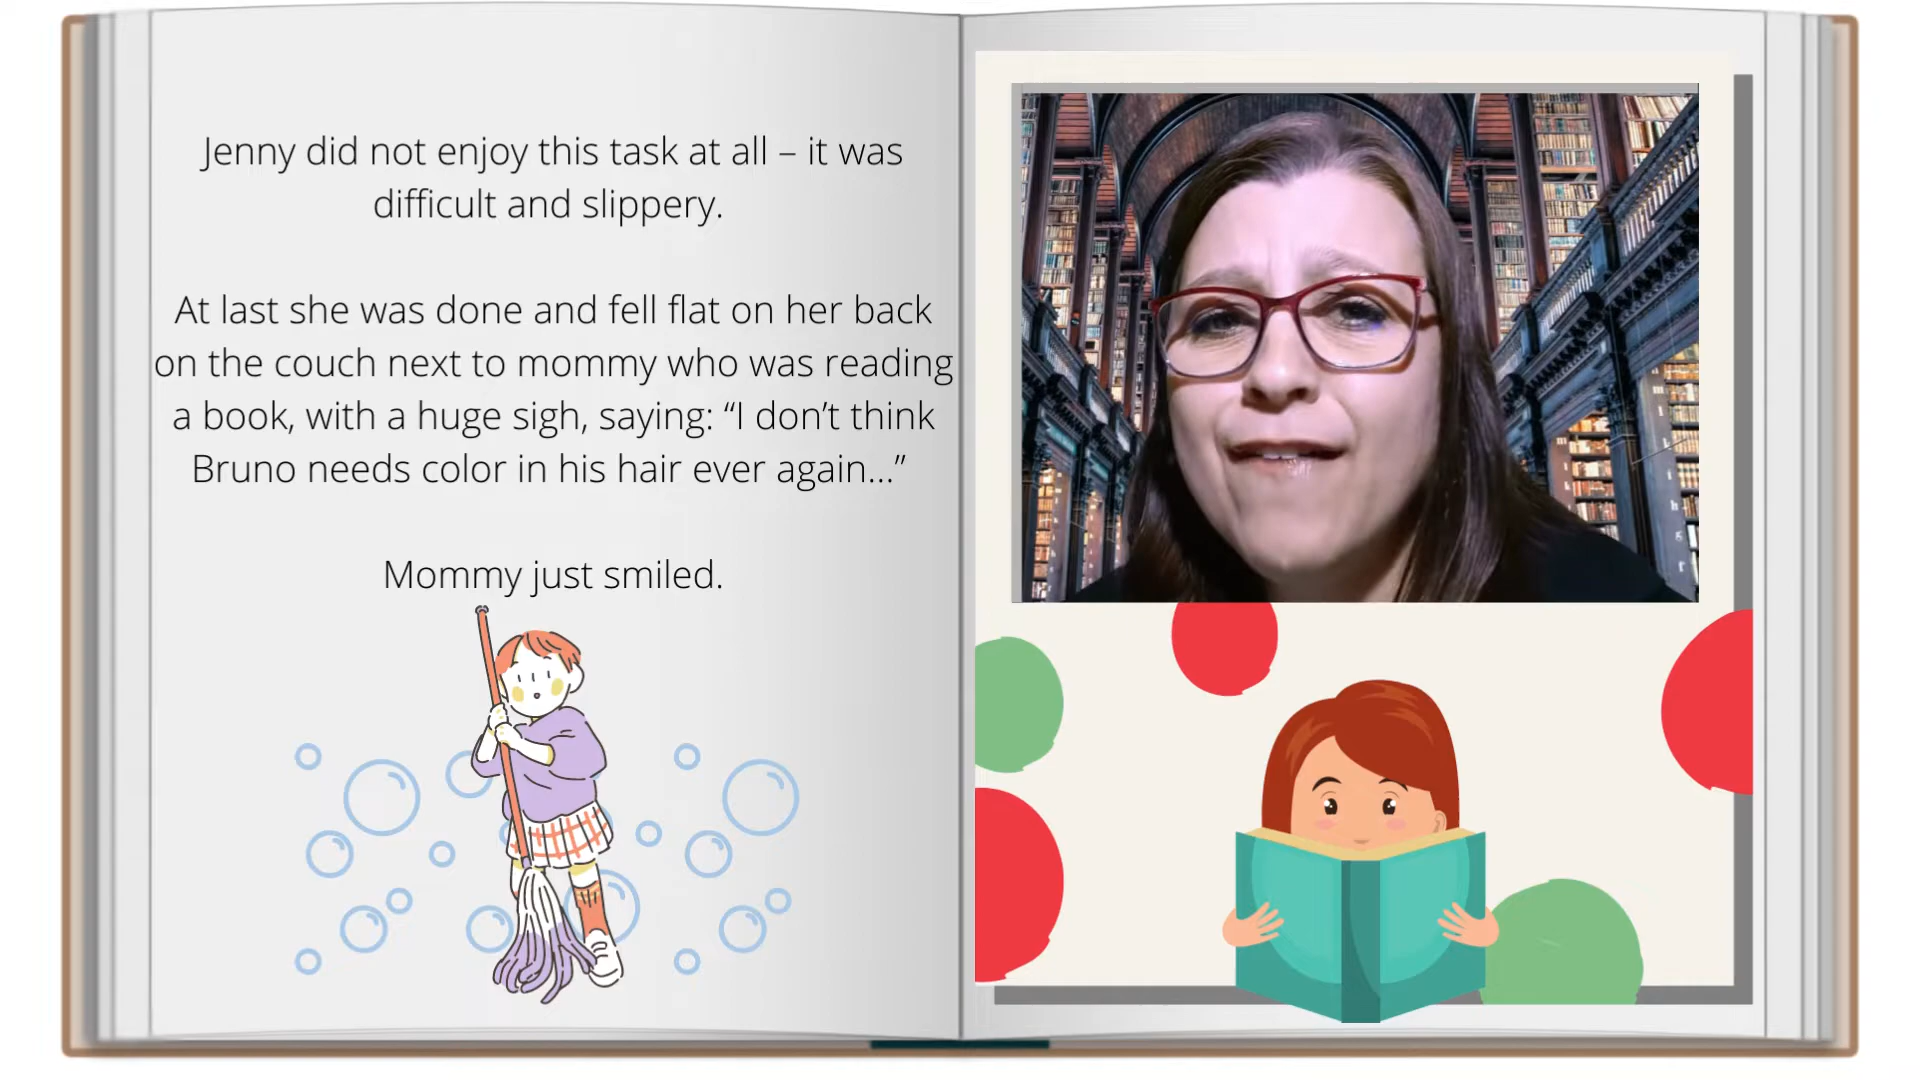 Jenny did not enjoy this task at all – it was
difficult and slippery.
At last she was done and fell flat on her back
on the couch next to mommy who was reading
a book, with a huge sigh, saying: “I don’t think
Bruno needs color in his hair ever again...”
Mommy just smiled.